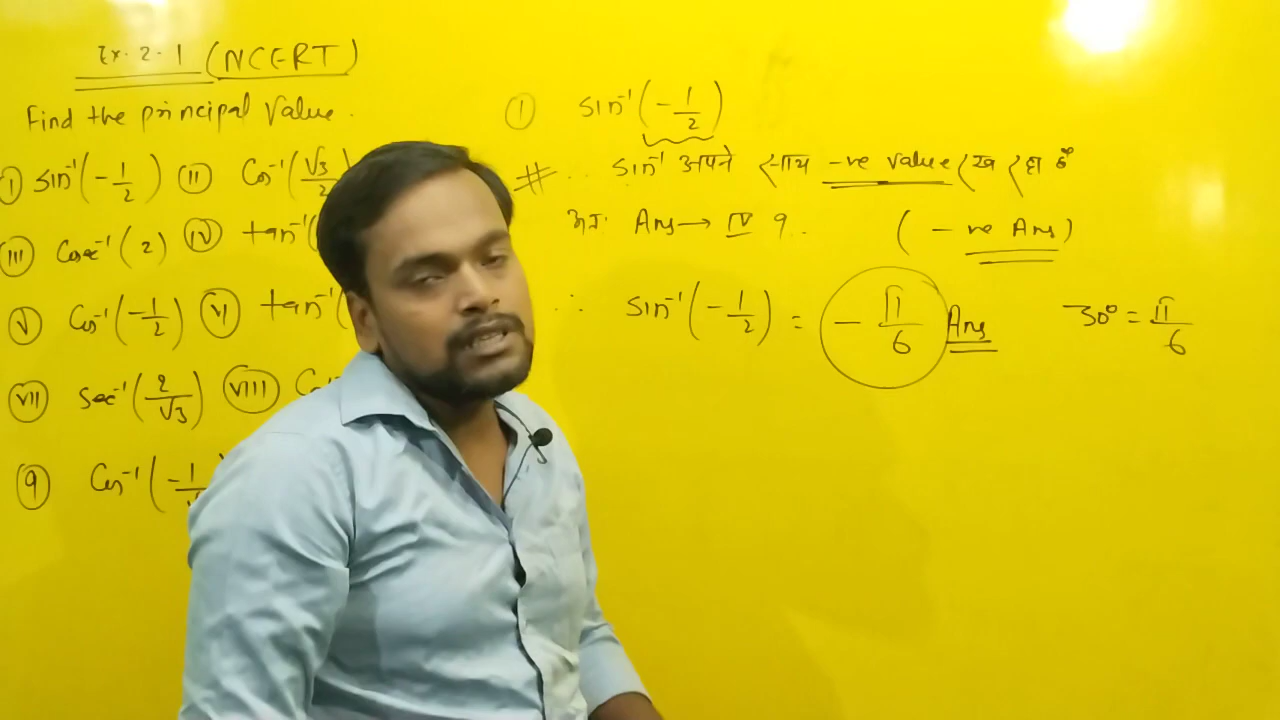 Ex. 2.1 (NCERT)
Find the principal value.
(i) sin⁻¹(-1/2) (ii) Cos⁻¹(√3/2
(iii) Cosec⁻¹(2) (iv) tan⁻¹(
(v) Cos⁻¹(-1/2) (vi) tan⁻¹(
(vii) Sec⁻¹(2/√3) (viii)
(9) Cos⁻¹(-1/√
(1) sin⁻¹(-1/2)
# .. sin⁻¹ अपने साथ -ve value रख रहा है
अतः Ans → IV q..
(-ve Ans)
∴ sin⁻¹(-1/2) = -π/6 Ans
30° = π/6